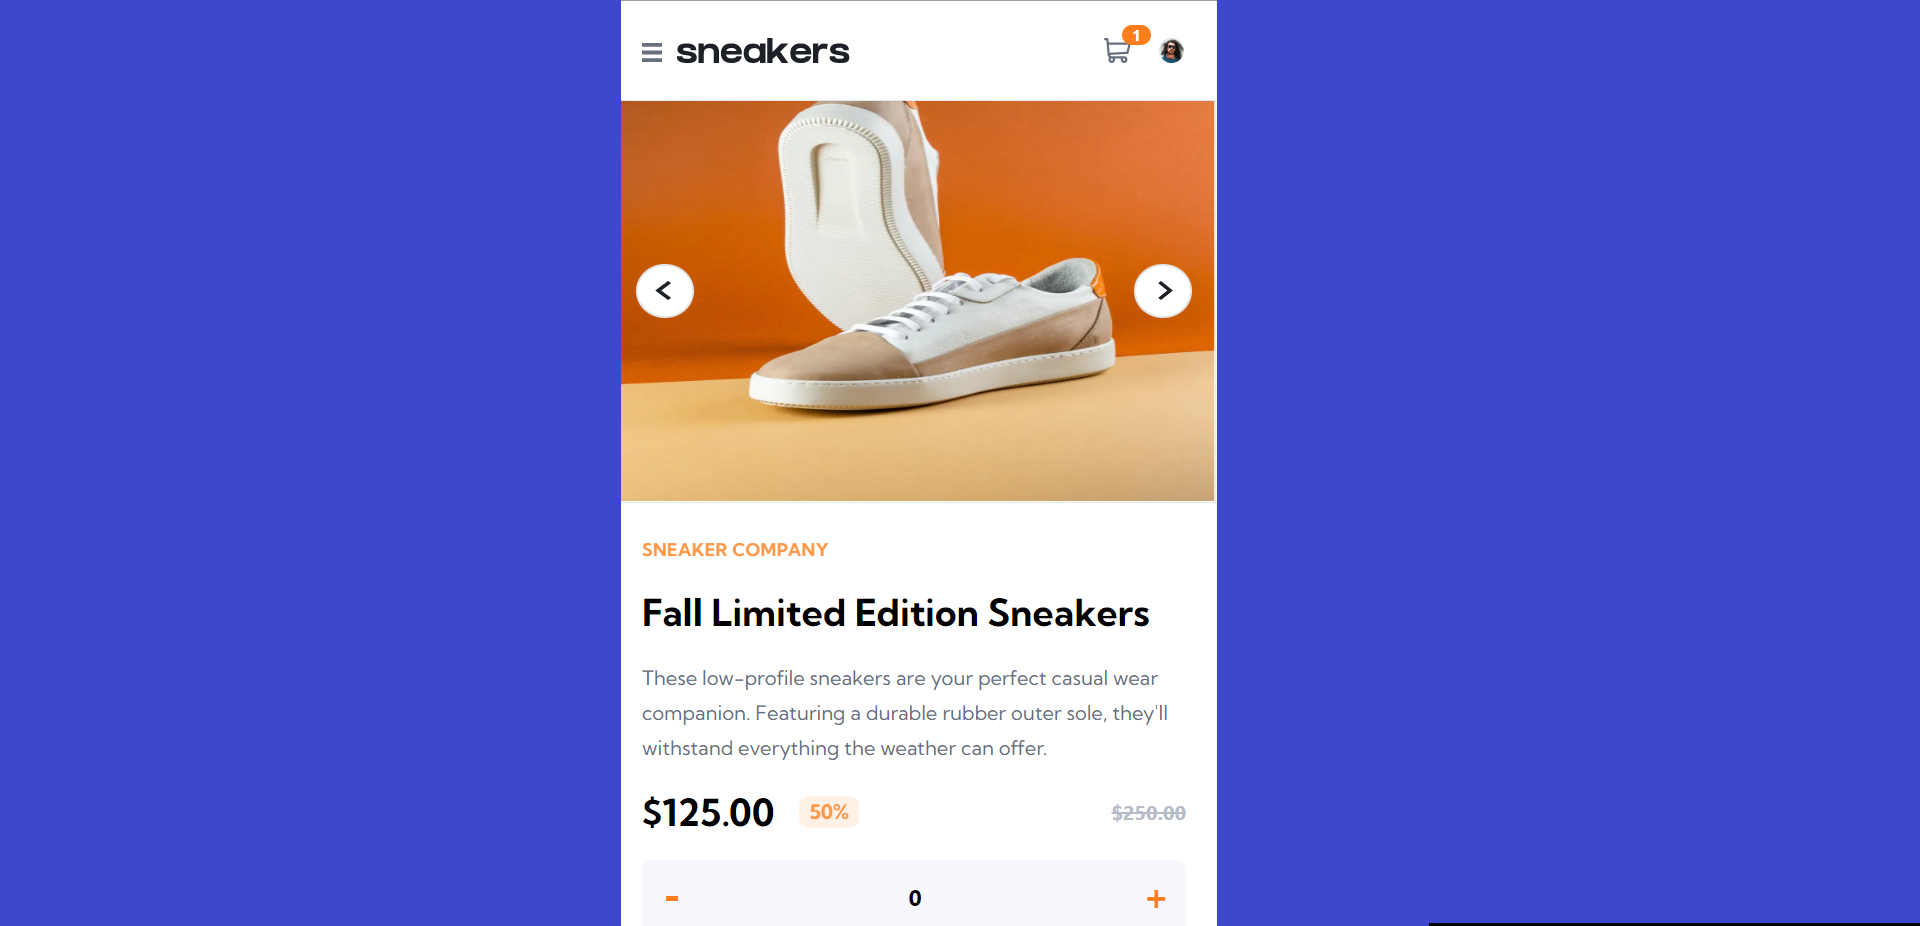 sneakers
1
SNEAKER COMPANY
Fall Limited Edition Sneakers
These low-profile sneakers are your perfect casual wear
companion. Featuring a durable rubber outer sole, they'll
withstand everything the weather can offer.
$125.00 50% $250.00
- 0 +